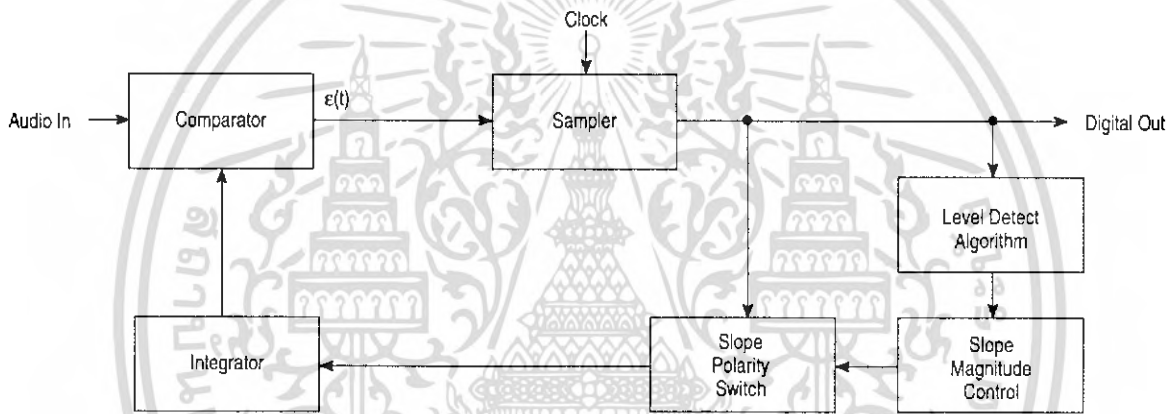 Clock
Audio In
Comparator
ε(t)
Sampler
Digital Out
Level Detect
Algorithm
Integrator
Slope
Polarity
Switch
Slope
Magnitude
Control